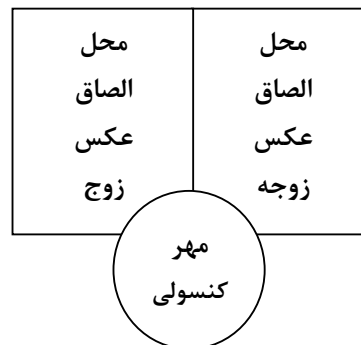 محل
الصاق
عکس
زوجه
محل
الصاق
عکس
زوج
مهر
کنسولی